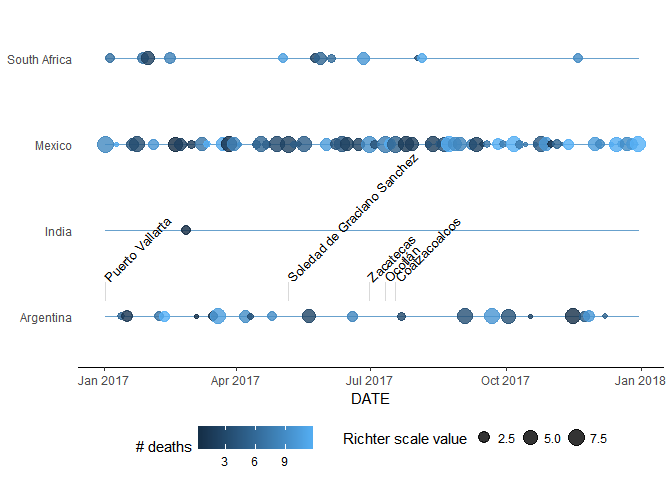 South Africa
Mexico
India
Argentina
Puerto Vallarta
Soledad de Graciano Sanchez
Zacatecas
Ocotlan
Coatzacoalcos
Jan 2017
Apr 2017
Jul 2017
Oct 2017
Jan 2018
DATE
# deaths
3 6 9
Richter scale value
2.5 5.0 7.5